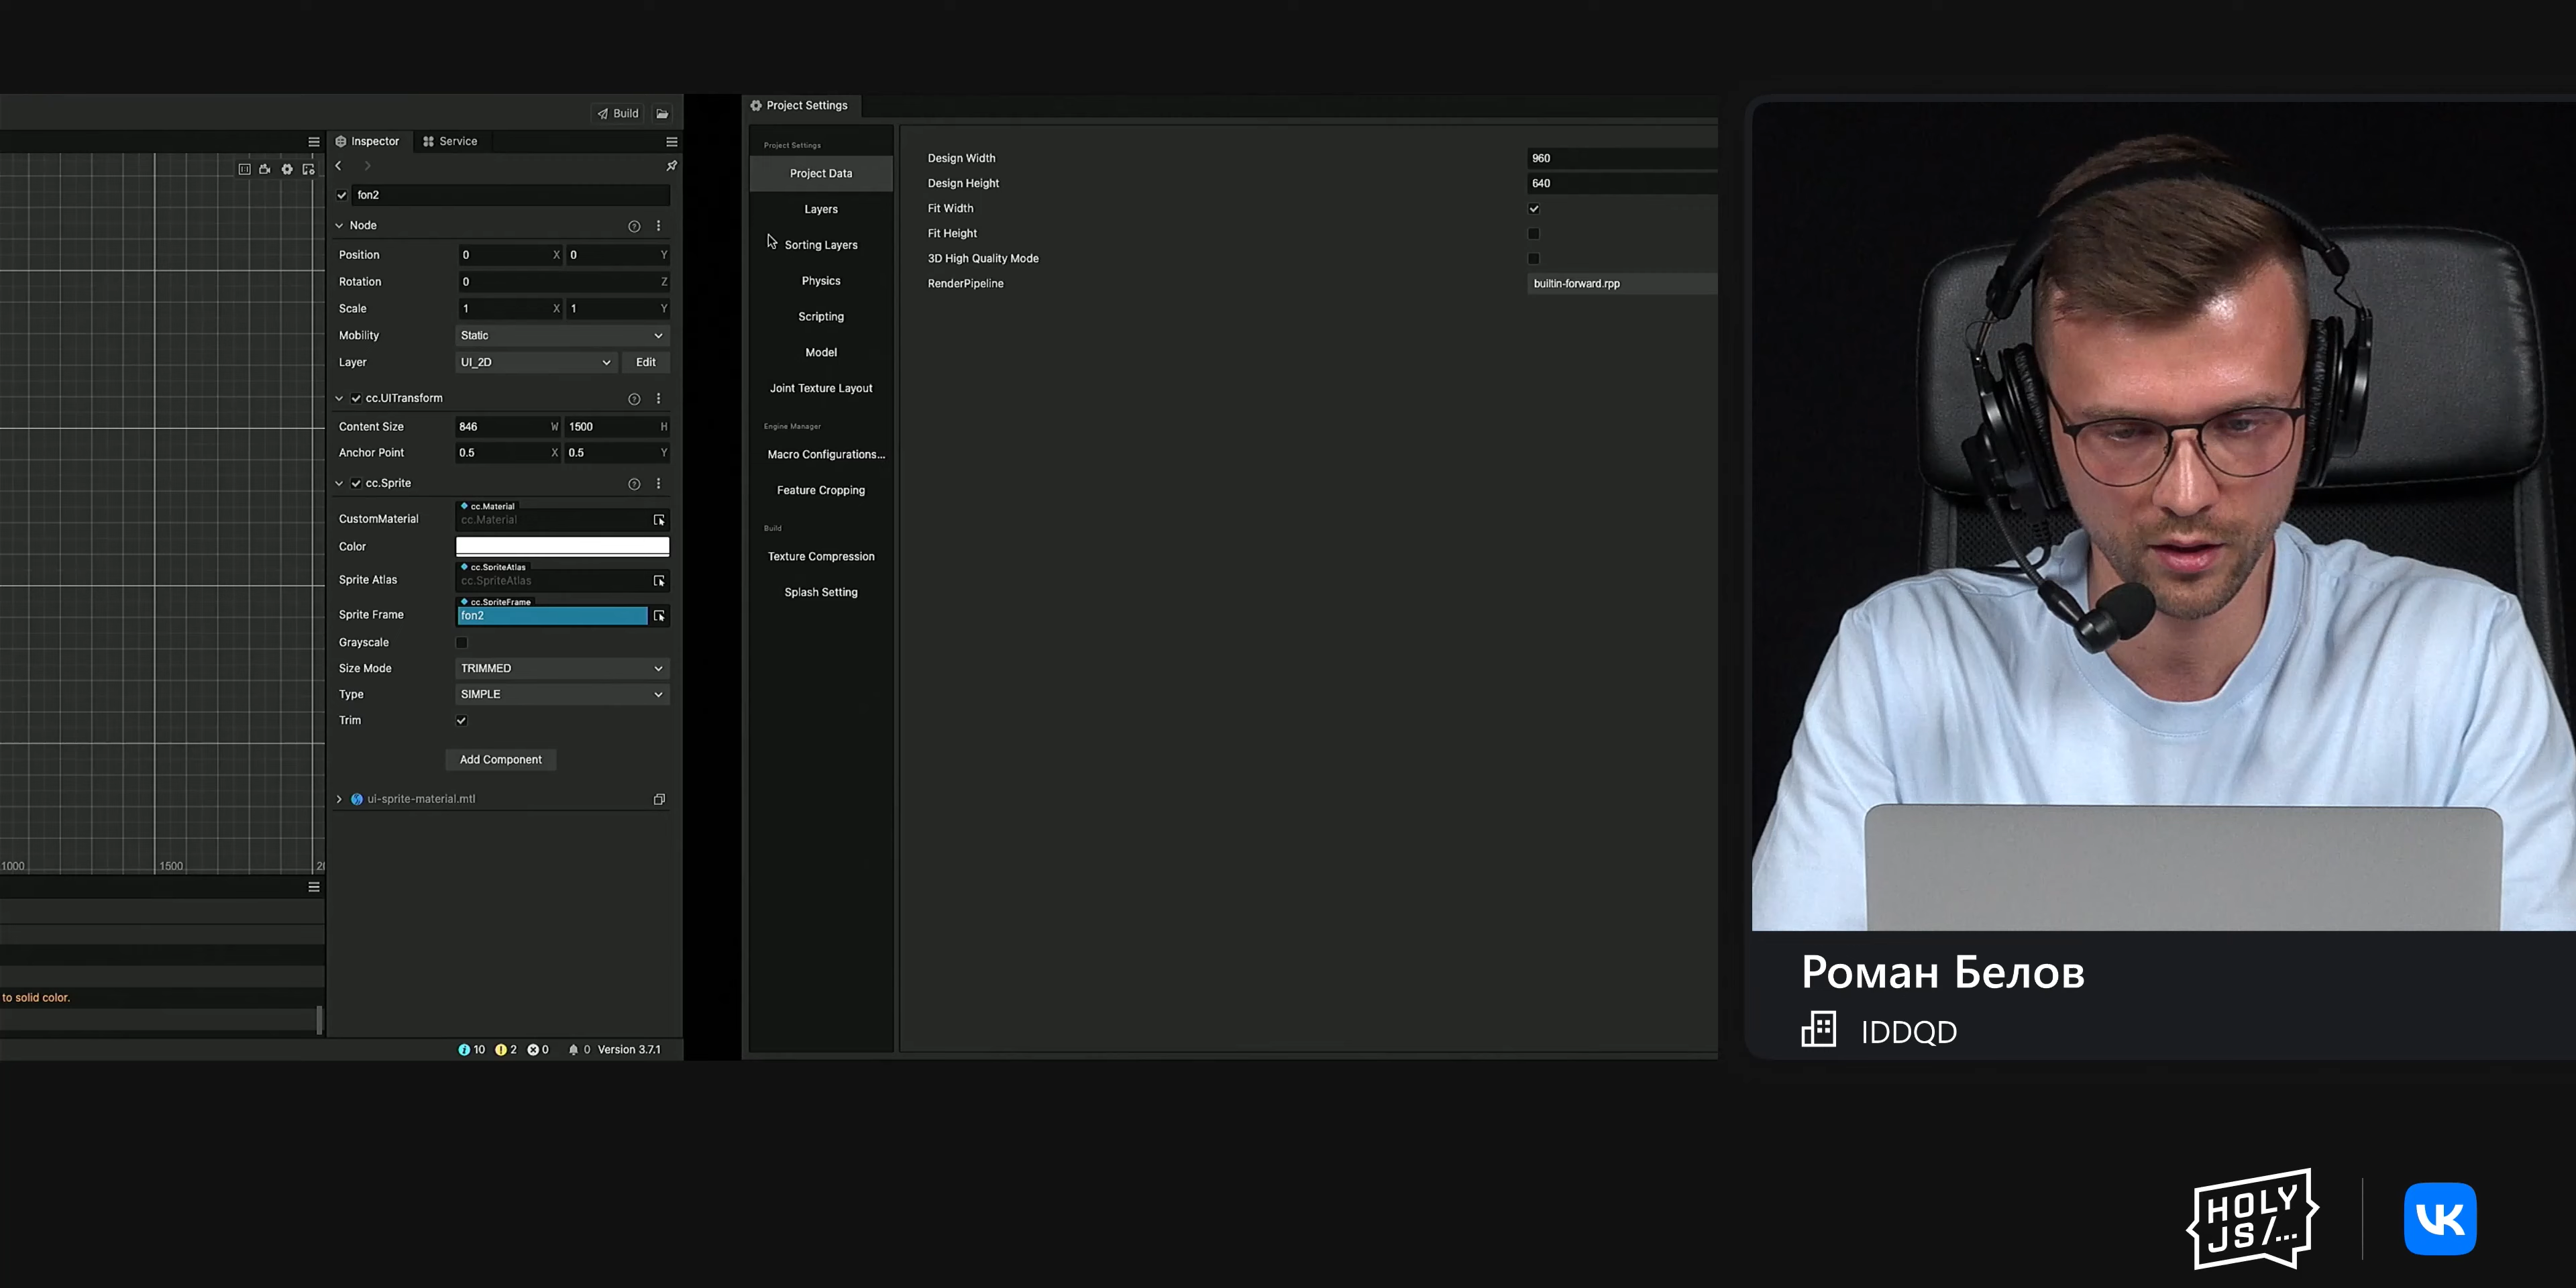 Build
Inspector
Service
fon2
Node
Position 0 X 0 Y
Rotation 0 Z
Scale 1 X 1 Y
Mobility Static
Layer UI_2D Edit
cc.UITransform
Content Size 846 W 1500 H
Anchor Point 0.5 X 0.5 Y
cc.Sprite
cc.Material
CustomMaterial cc.Material
Color
cc.SpriteAtlas
Sprite Atlas cc.SpriteAtlas
cc.SpriteFrame
Sprite Frame fon2
Grayscale
Size Mode TRIMMED
Type SIMPLE
Trim
Add Component
ui-sprite-material.mtl
1000 1500 20
to solid color.
10 2 0 0 Version 3.7.1
Project Settings
Project Settings
Project Data
Layers
Sorting Layers
Physics
Scripting
Model
Joint Texture Layout
Engine Manager
Macro Configurations...
Feature Cropping
Build
Texture Compression
Splash Setting
Design Width 960
Design Height 640
Fit Width
Fit Height
3D High Quality Mode
RenderPipeline builtin-forward.rpp
Роман Белов
IDDQD
HOLY
JS/...
VK